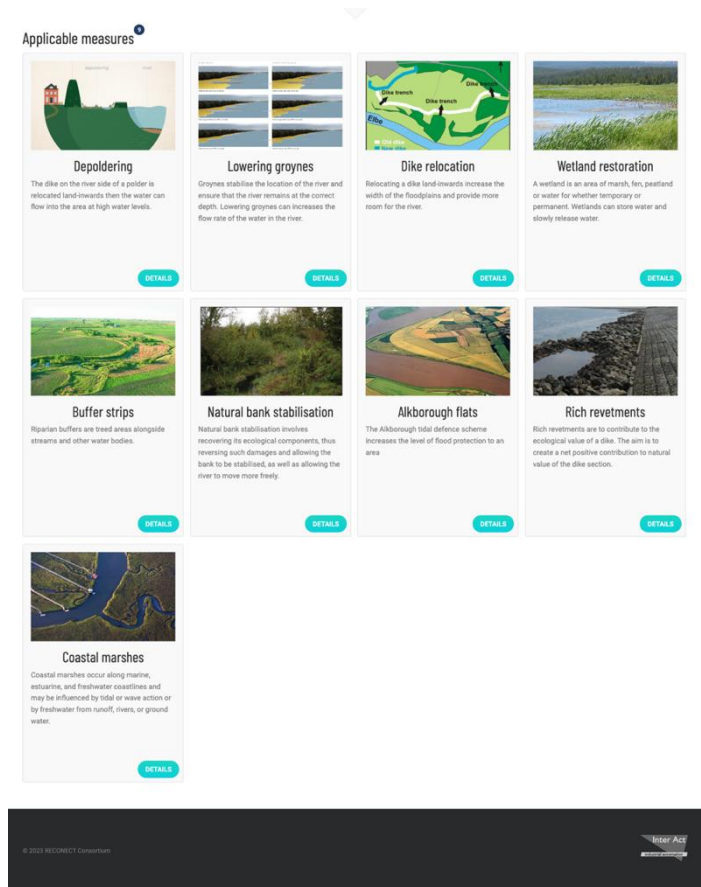 Applicable measures 9
depoldering
river
Dike trench
Dike trench
Dike trench
Elbe
Old dike
New dike
Depoldering
The dike on the river side of a polder is
relocated land-inwards then the water can
flow into the area at high water levels.
DETAILS
Lowering groynes
Groynes stabilise the location of the river and
ensure that the river remains at the correct
depth. Lowering groynes can increases the
flow rate of the water in the river.
DETAILS
Dike relocation
Relocating a dike land-inwards increase the
width of the floodplains and provide more
room for the river.
DETAILS
Wetland restoration
A wetland is an area of marsh, fen, peatland
or water for whether temporary or
permanent. Wetlands can store water and
slowly release water.
DETAILS
Buffer strips
Riparian buffers are treed areas alongside
streams and other water bodies.
DETAILS
Natural bank stabilisation
Natural bank stabilisation involves
recovering its ecological components, thus
reversing such damages and allowing the
bank to be stabilised, as well as allowing the
river to move more freely.
DETAILS
Alkborough flats
The Alkborough tidal defence scheme
increases the level of flood protection to an
area
DETAILS
Rich revetments
Rich revetments are to contribute to the
ecological value of a dike. The aim is to
create a net positive contribution to natural
value of the dike section.
DETAILS
Coastal marshes
Coastal marshes occur along marine,
estuarine, and freshwater coastlines and
may be influenced by tidal or wave action or
by freshwater from runoff, rivers, or ground
water.
DETAILS
© 2023 RECONECT Consortium
Inter Act
industrial automation